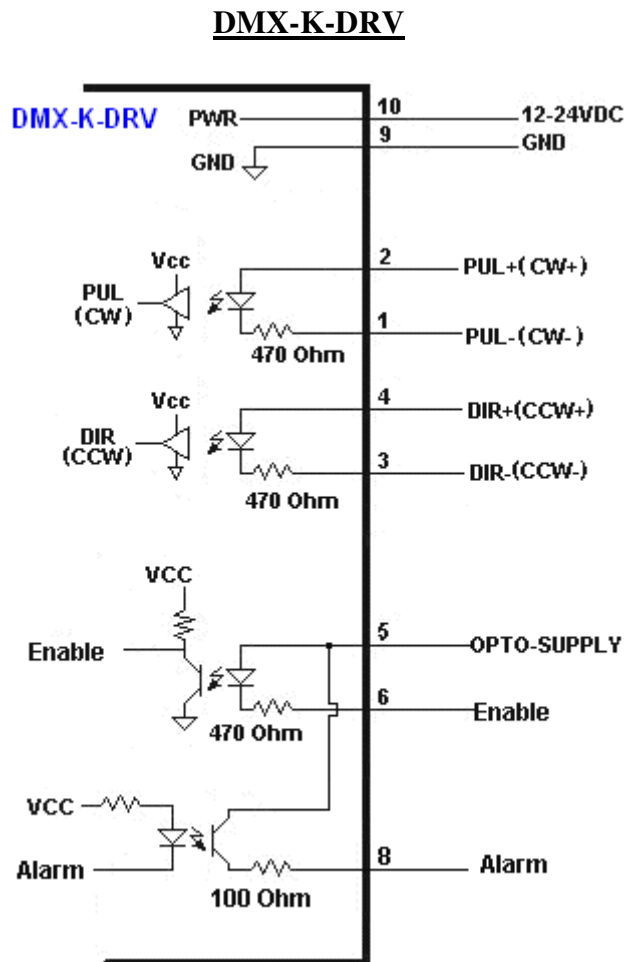 DMX-K-DRV
DMX-K-DRV
PWR
10
12-24VDC
9
GND
GND
Vcc
PUL
(CW)
2
PUL+(CW+)
1
PUL-(CW-)
470 Ohm
Vcc
DIR
(CCW)
4
DIR+(CCW+)
3
DIR-(CCW-)
470 Ohm
VCC
Enable
5
OPTO-SUPPLY
6
Enable
470 Ohm
VCC
Alarm
8
Alarm
100 Ohm